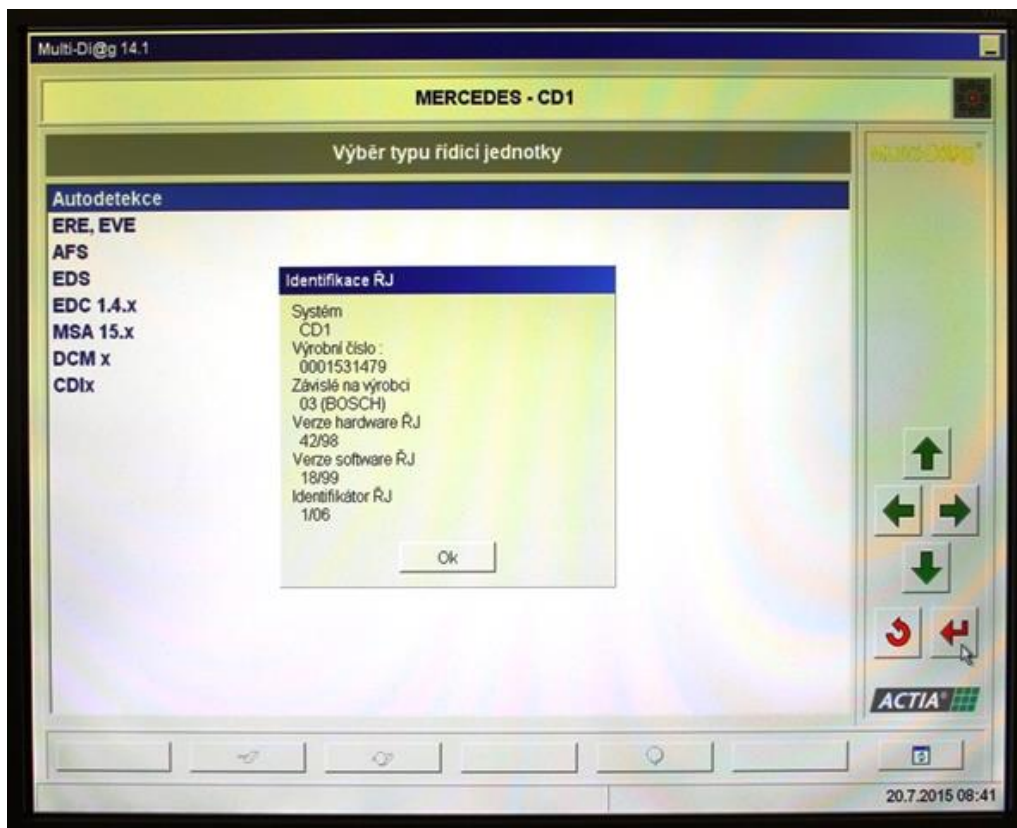 Multi-Di@g 14.1
MERCEDES - CD1
Výběr typu řídicí jednotky
Multi-Di@g®
Autodetekce
ERE, EVE
AFS
EDS
EDC 1.4.x
MSA 15.x
DCM x
CDIx
Identifikace ŘJ
Systém
CD1
Výrobní číslo :
0001531479
Závislé na výrobci
03 (BOSCH)
Verze hardware ŘJ
42/98
Verze software ŘJ
18/99
Identifikátor ŘJ
1/06
Ok
ACTIA®
20.7.2015 08:41